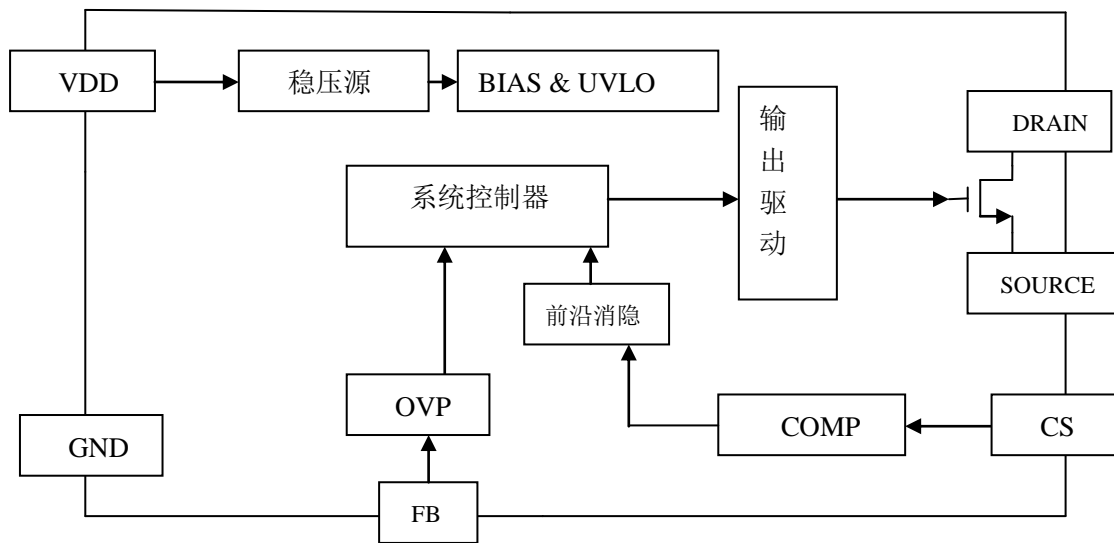 VDD
稳压源
BIAS & UVLO
输出驱动
DRAIN
系统控制器
SOURCE
前沿消隐
OVP
COMP
CS
GND
FB